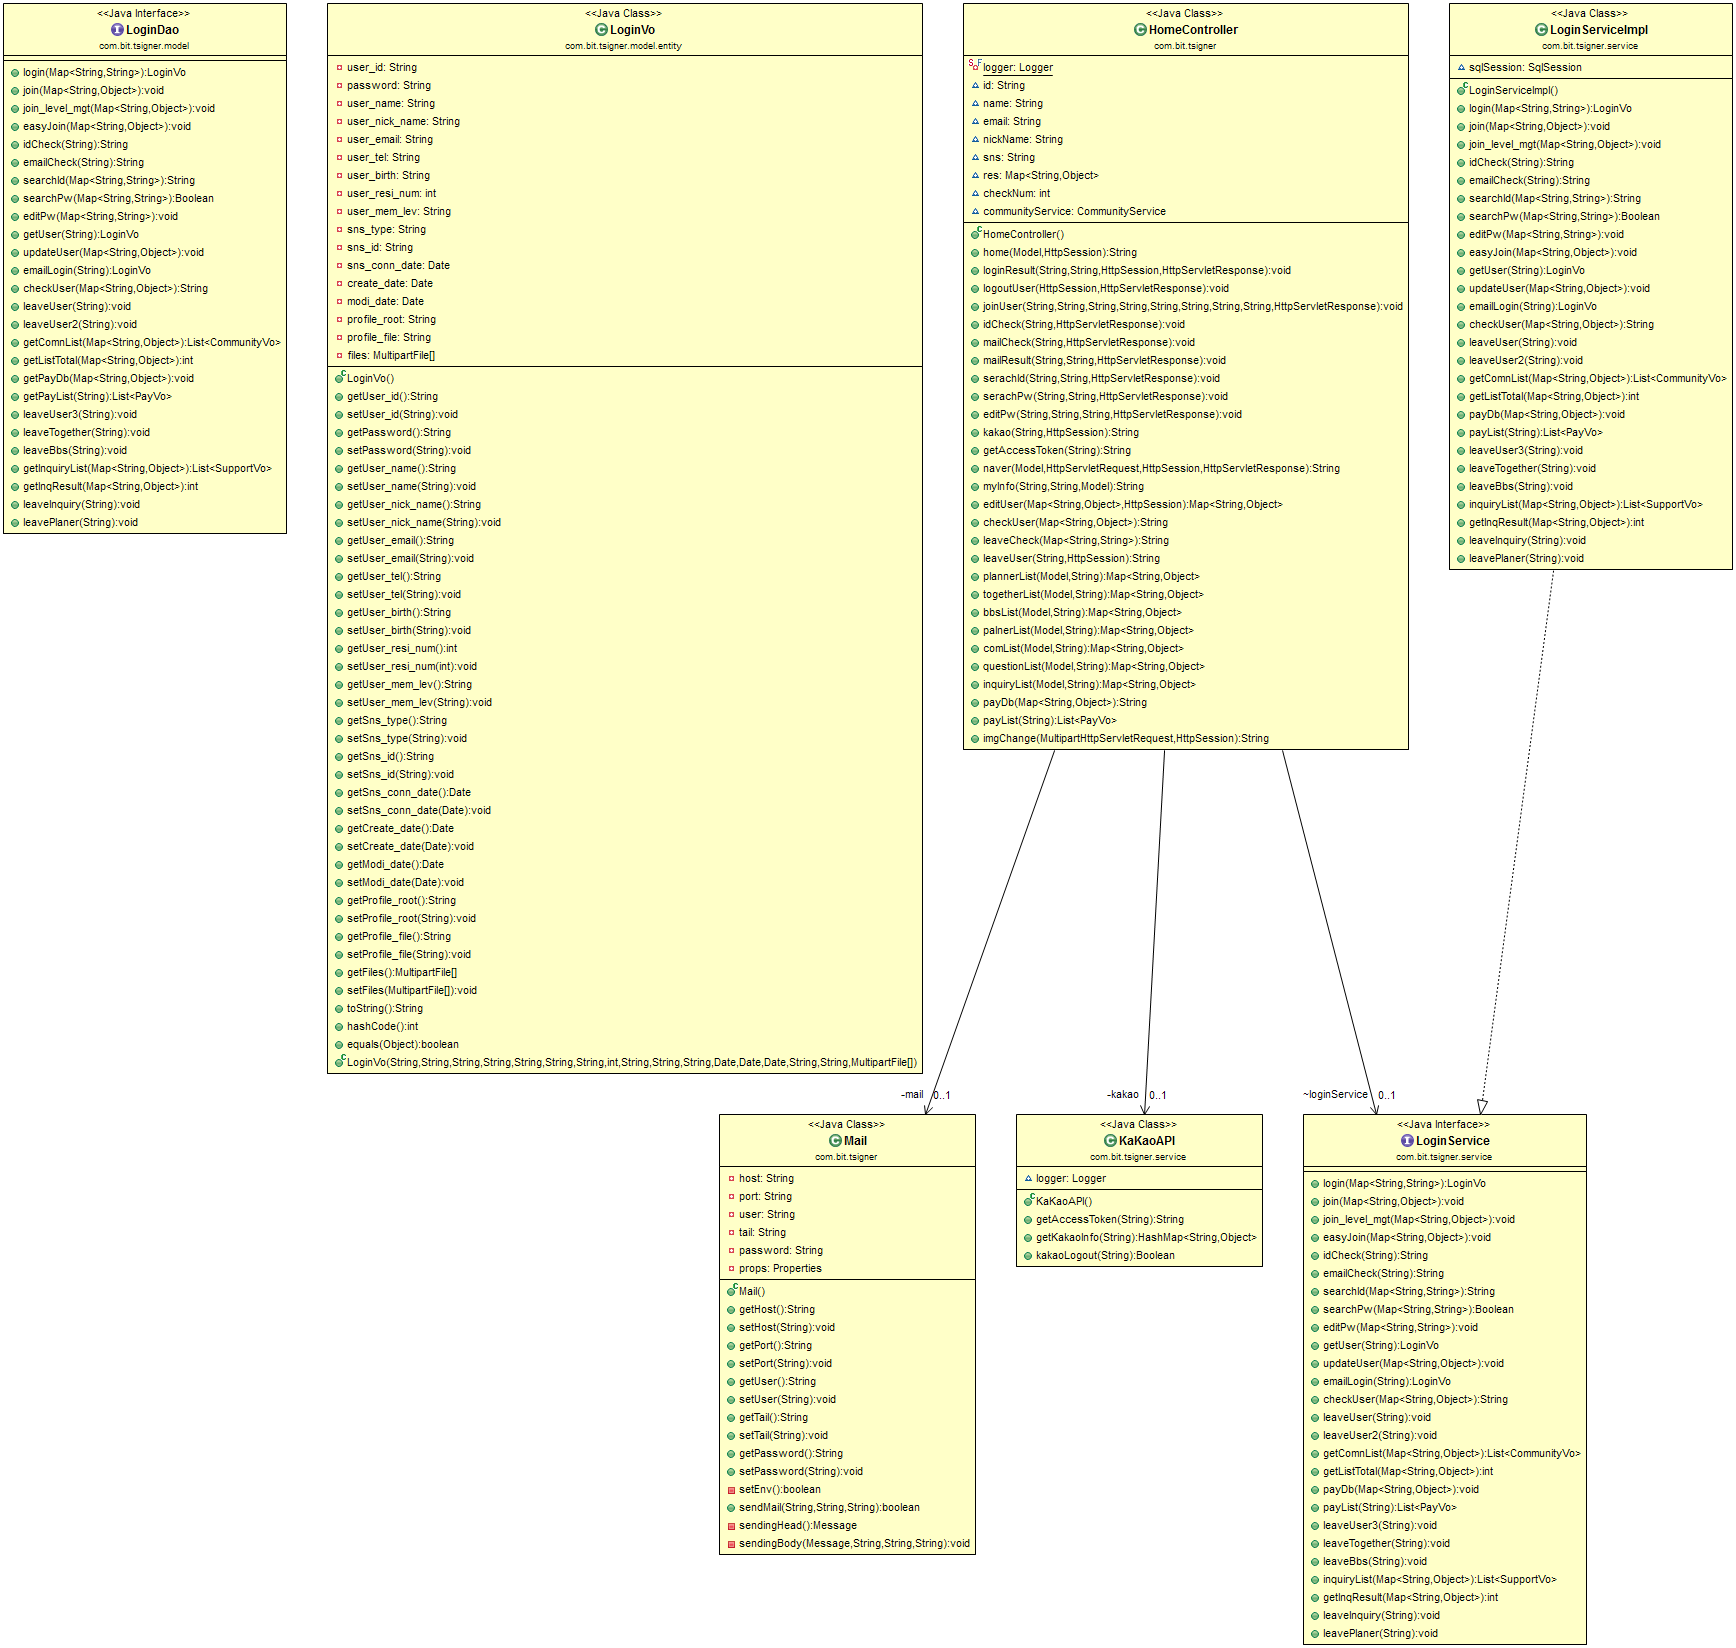 <<Java Interface>>
LoginDao
com.bit.tsigner.model
login(Map<String,String>):LoginVo
join(Map<String,Object>):void
join_level_mgt(Map<String,Object>):void
easyJoin(Map<String,Object>):void
idCheck(String):String
emailCheck(String):String
searchId(Map<String,String>):String
searchPw(Map<String,String>):Boolean
editPw(Map<String,String>):void
getUser(String):LoginVo
updateUser(Map<String,Object>):void
emailLogin(String):LoginVo
checkUser(Map<String,Object>):String
leaveUser(String):void
leaveUser2(String):void
getComnList(Map<String,Object>):List<CommunityVo>
getListTotal(Map<String,Object>):int
getPayDb(Map<String,Object>):void
getPayList(String):List<PayVo>
leaveUser3(String):void
leaveTogether(String):void
leaveBbs(String):void
getInquiryList(Map<String,Object>):List<SupportVo>
getInqResult(Map<String,Object>):int
leaveInquiry(String):void
leavePlaner(String):void
<<Java Class>>
LoginVo
com.bit.tsigner.model.entity
user_id: String
password: String
user_name: String
user_nick_name: String
user_email: String
user_tel: String
user_birth: String
user_resi_num: int
user_mem_lev: String
sns_type: String
sns_id: String
sns_conn_date: Date
create_date: Date
modi_date: Date
profile_root: String
profile_file: String
files: MultipartFile[]
LoginVo()
getUser_id():String
setUser_id(String):void
getPassword():String
setPassword(String):void
getUser_name():String
setUser_name(String):void
getUser_nick_name():String
setUser_nick_name(String):void
getUser_email():String
setUser_email(String):void
getUser_tel():String
setUser_tel(String):void
getUser_birth():String
setUser_birth(String):void
getUser_resi_num():int
setUser_resi_num(int):void
getUser_mem_lev():String
setUser_mem_lev(String):void
getSns_type():String
setSns_type(String):void
getSns_id():String
setSns_id(String):void
getSns_conn_date():Date
setSns_conn_date(Date):void
getCreate_date():Date
setCreate_date(Date):void
getModi_date():Date
setModi_date(Date):void
getProfile_root():String
setProfile_root(String):void
getProfile_file():String
setProfile_file(String):void
getFiles():MultipartFile[]
setFiles(MultipartFile[]):void
toString():String
hashCode():int
equals(Object):boolean
LoginVo(String,String,String,String,String,String,String,int,String,String,String,Date,Date,Date,String,String,MultipartFile[])
<<Java Class>>
HomeController
com.bit.tsigner
logger: Logger
id: String
name: String
email: String
nickName: String
sns: String
res: Map<String,Object>
checkNum: int
communityService: CommunityService
HomeController()
home(Model,HttpSession):String
loginResult(String,String,HttpSession,HttpServletResponse):void
logoutUser(HttpSession,HttpServletResponse):void
joinUser(String,String,String,String,String,String,String,String,HttpServletResponse):void
idCheck(String,HttpServletResponse):void
mailCheck(String,HttpServletResponse):void
mailResult(String,String,HttpServletResponse):void
serachId(String,String,HttpServletResponse):void
serachPw(String,String,HttpServletResponse):void
editPw(String,String,String,HttpServletResponse):void
kakao(String,HttpSession):String
getAccessToken(String):String
naver(Model,HttpServletRequest,HttpSession,HttpServletResponse):String
myInfo(String,String,Model):String
editUser(Map<String,Object>,HttpSession):Map<String,Object>
checkUser(Map<String,Object>):String
leaveCheck(Map<String,String>):String
leaveUser(String,HttpSession):String
plannerList(Model,String):Map<String,Object>
togetherList(Model,String):Map<String,Object>
bbsList(Model,String):Map<String,Object>
palnerList(Model,String):Map<String,Object>
comList(Model,String):Map<String,Object>
questionList(Model,String):Map<String,Object>
inquiryList(Model,String):Map<String,Object>
payDb(Map<String,Object>):String
payList(String):List<PayVo>
imgChange(MultipartHttpServletRequest,HttpSession):String
<<Java Class>>
LoginServiceImpl
com.bit.tsigner.service
sqlSession: SqlSession
LoginServiceImpl()
login(Map<String,String>):LoginVo
join(Map<String,Object>):void
join_level_mgt(Map<String,Object>):void
idCheck(String):String
emailCheck(String):String
searchId(Map<String,String>):String
searchPw(Map<String,String>):Boolean
editPw(Map<String,String>):void
easyJoin(Map<String,Object>):void
getUser(String):LoginVo
updateUser(Map<String,Object>):void
emailLogin(String):LoginVo
checkUser(Map<String,Object>):String
leaveUser(String):void
leaveUser2(String):void
getComnList(Map<String,Object>):List<CommunityVo>
getListTotal(Map<String,Object>):int
payDb(Map<String,Object>):void
payList(String):List<PayVo>
leaveUser3(String):void
leaveTogether(String):void
leaveBbs(String):void
inquiryList(Map<String,Object>):List<SupportVo>
getInqResult(Map<String,Object>):int
leaveInquiry(String):void
leavePlaner(String):void
-mail 0..1
-kakao 0..1
~loginService 0..1
<<Java Class>>
Mail
com.bit.tsigner
host: String
port: String
user: String
tail: String
password: String
props: Properties
Mail()
getHost():String
setHost(String):void
getPort():String
setPort(String):void
getUser():String
setUser(String):void
getTail():String
setTail(String):void
getPassword():String
setPassword(String):void
setEnv():boolean
sendMail(String,String,String):boolean
sendingHead():Message
sendingBody(Message,String,String,String):void
<<Java Class>>
KaKaoAPI
com.bit.tsigner.service
logger: Logger
KaKaoAPI()
getAccessToken(String):String
getKakaoInfo(String):HashMap<String,Object>
kakaoLogout(String):Boolean
<<Java Interface>>
LoginService
com.bit.tsigner.service
login(Map<String,String>):LoginVo
join(Map<String,Object>):void
join_level_mgt(Map<String,Object>):void
easyJoin(Map<String,Object>):void
idCheck(String):String
emailCheck(String):String
searchId(Map<String,String>):String
searchPw(Map<String,String>):Boolean
editPw(Map<String,String>):void
getUser(String):LoginVo
updateUser(Map<String,Object>):void
emailLogin(String):LoginVo
checkUser(Map<String,Object>):String
leaveUser(String):void
leaveUser2(String):void
getComnList(Map<String,Object>):List<CommunityVo>
getListTotal(Map<String,Object>):int
payDb(Map<String,Object>):void
payList(String):List<PayVo>
leaveUser3(String):void
leaveTogether(String):void
leaveBbs(String):void
inquiryList(Map<String,Object>):List<SupportVo>
getInqResult(Map<String,Object>):int
leaveInquiry(String):void
leavePlaner(String):void